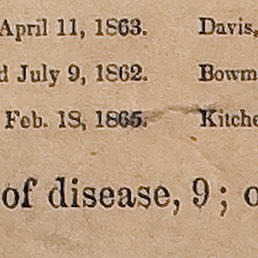 April 11, 1863. Davis,
d July 9, 1862. Bowm
Feb. 18, 1865. Kitche
of disease, 9; o